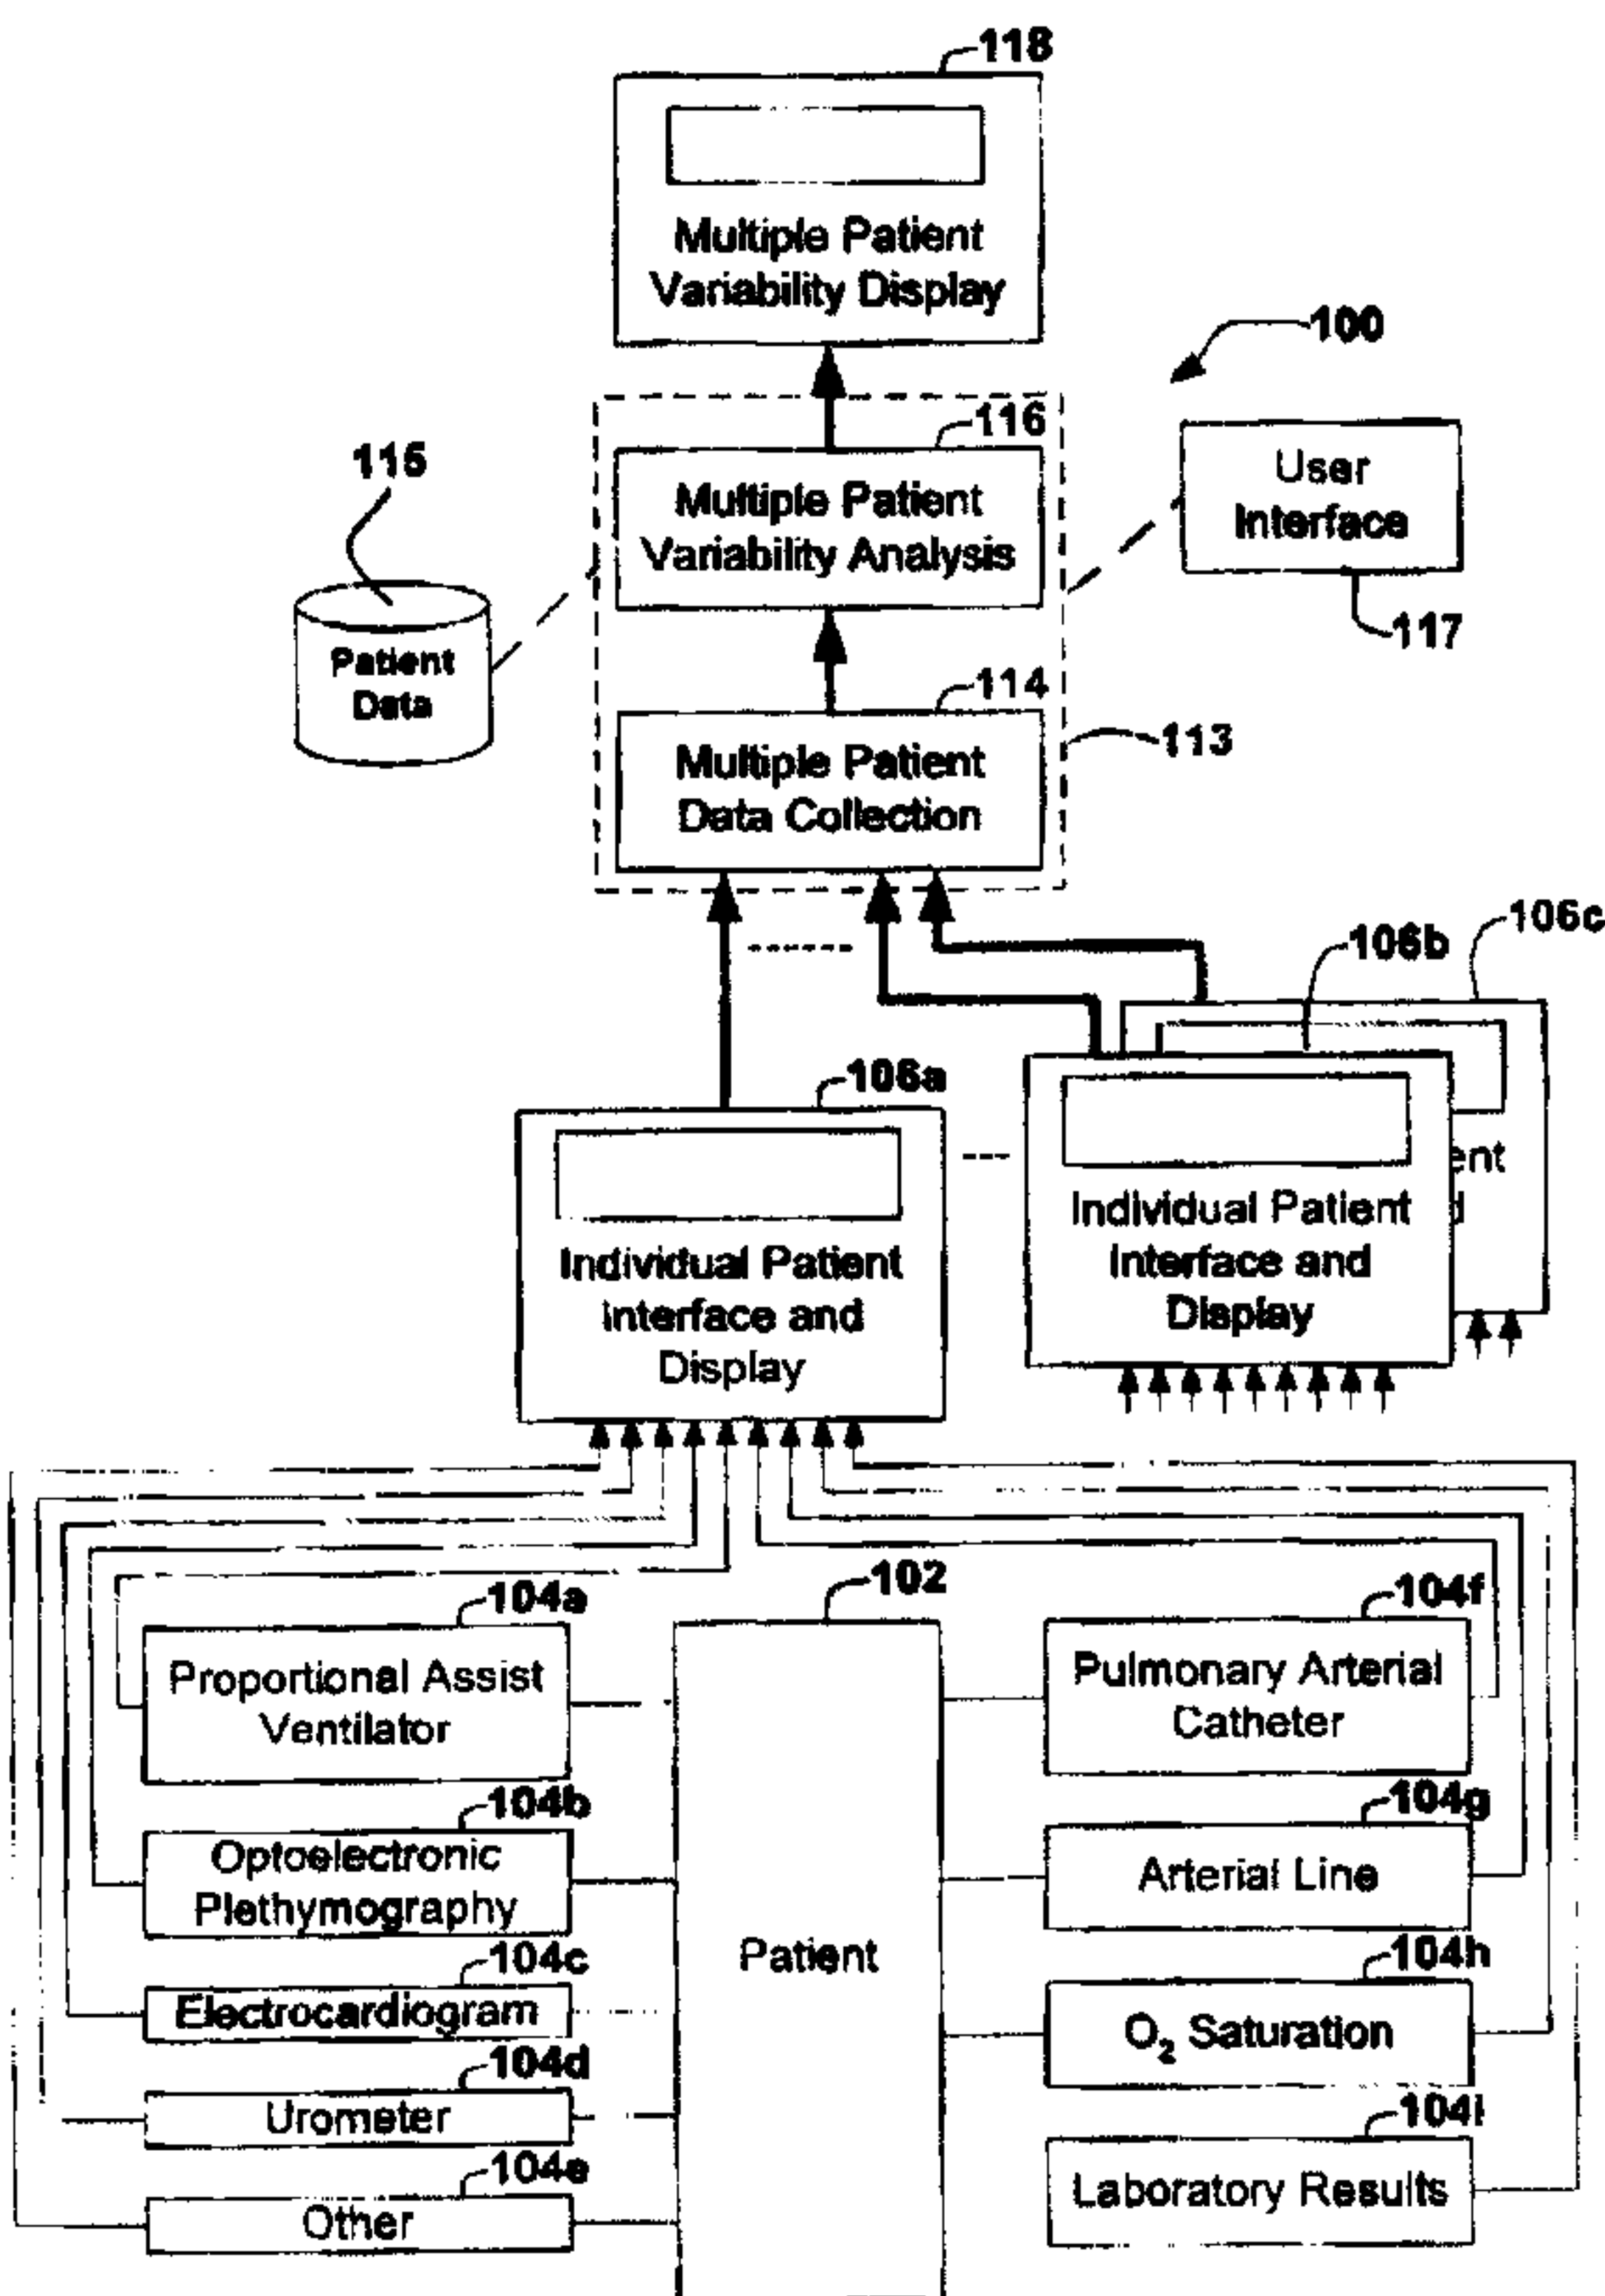 118
Multiple Patient
Variability Display
100
116
115
Multiple Patient
Variability Analysis
User
Interface
117
Patient
Data
114
113
Multiple Patient
Data Collection
106c
106b
106a
ent
d
Individual Patient
Interface and
Display
Individual Patient
Interface and
Display
102
104a
104f
Proportional Assist
Ventilator
Pulmonary Arterial
Catheter
104b
104g
Optoelectronic
Plethymography
Arterial Line
Patient
104c
104h
Electrocardiogram
O₂ Saturation
104d
104i
Urometer
Laboratory Results
104e
Other